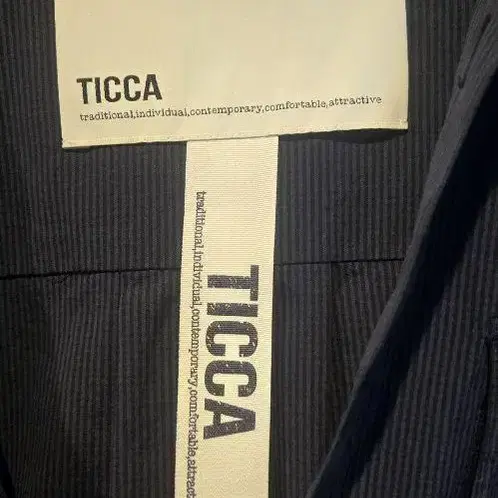 TICCA
traditional,individual,contemporary,comfortable,attractive
TICCA
traditional,individual,contemporary,comfortable,attract